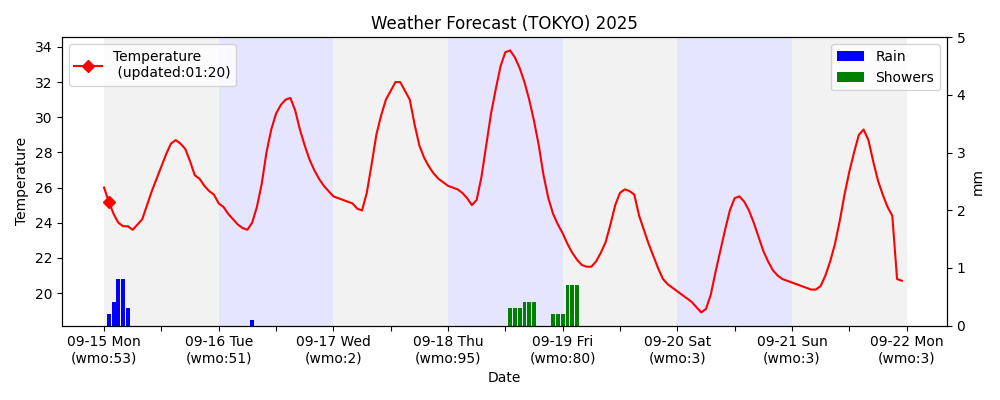 Weather Forecast (TOKYO) 2025
Temperature
(updated:01:20)
Rain
Showers
34
32
30
28
26
24
22
20
Temperature
5
4
3
2
1
0
mm
09-15 Mon
(wmo:53)
09-16 Tue
(wmo:51)
09-17 Wed
(wmo:2)
09-18 Thu
(wmo:95)
09-19 Fri
(wmo:80)
09-20 Sat
(wmo:3)
09-21 Sun
(wmo:3)
09-22 Mon
(wmo:3)
Date